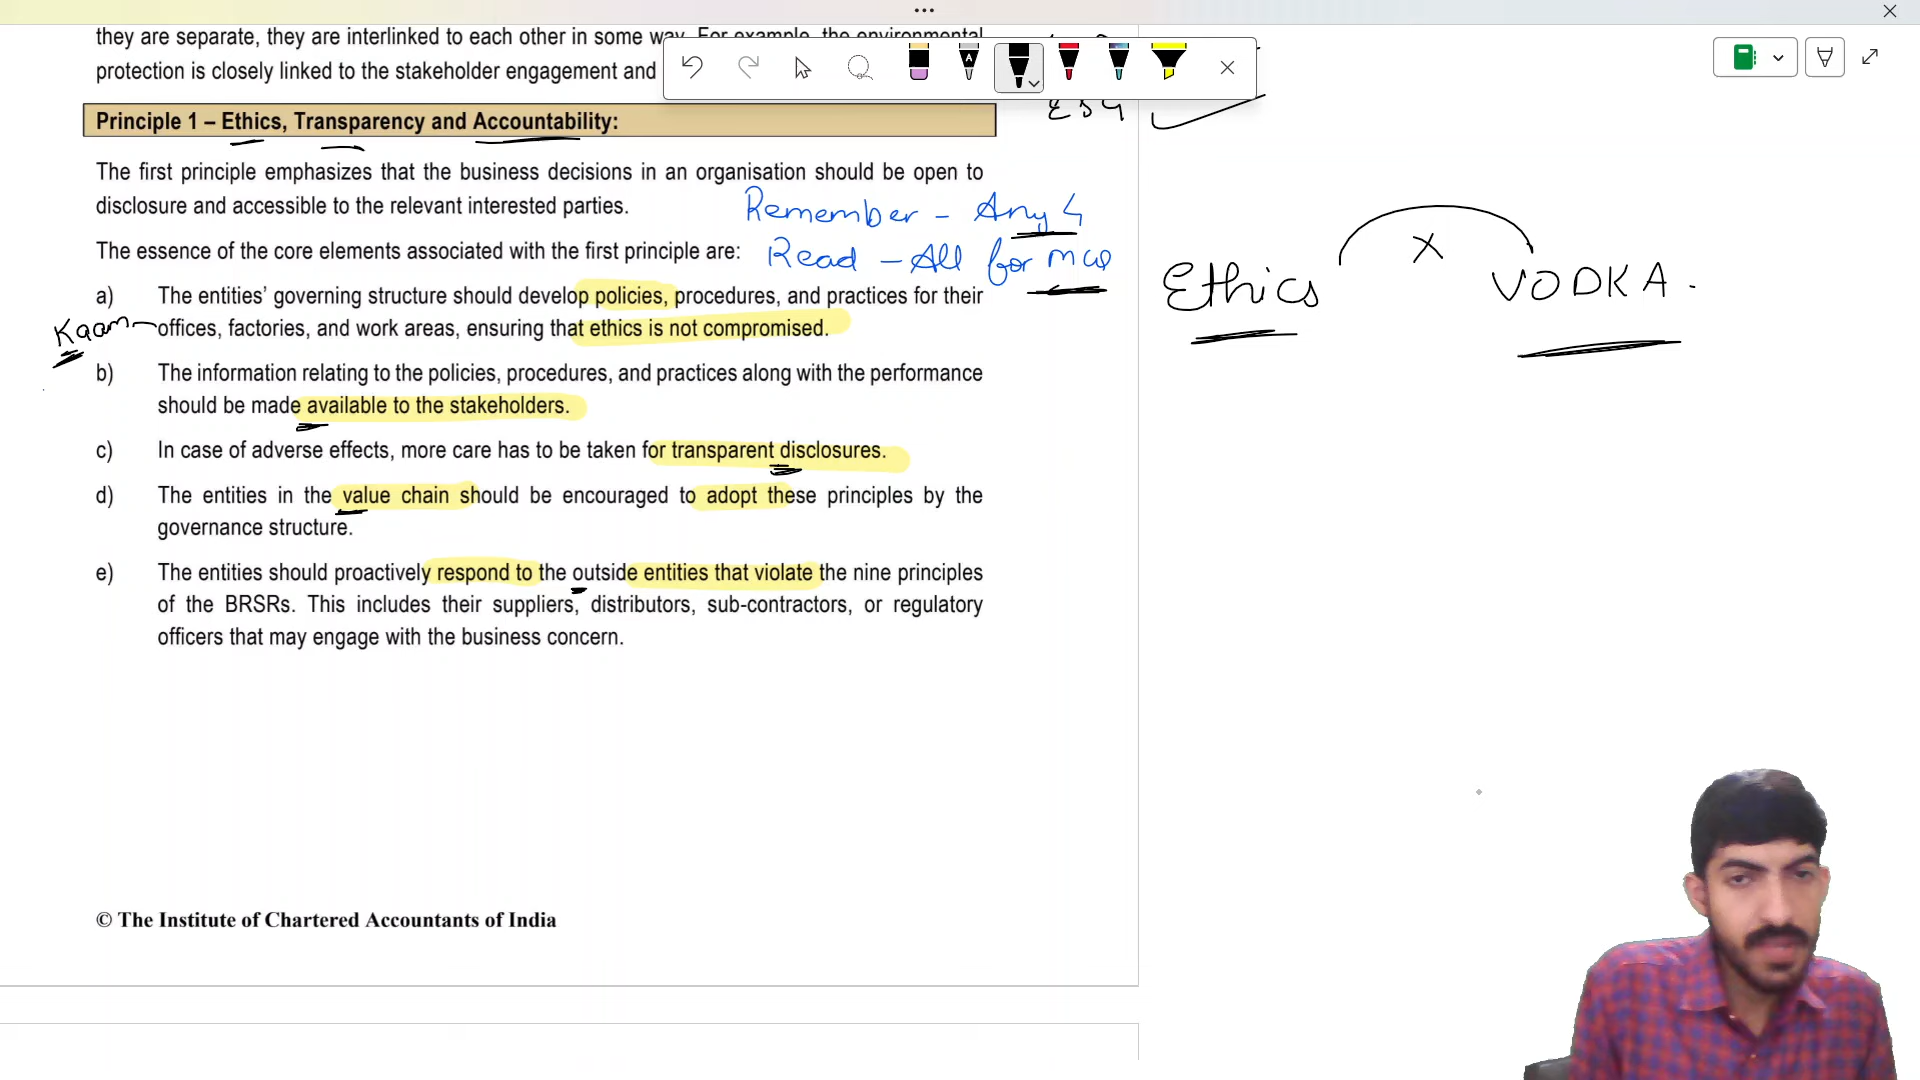 they are separate, they are interlinked to each other in some way. For example, the environmental
protection is closely linked to the stakeholder engagement and
ESG
Principle 1 – Ethics, Transparency and Accountability:
The first principle emphasizes that the business decisions in an organisation should be open to
disclosure and accessible to the relevant interested parties.
Remember - Any 4
The essence of the core elements associated with the first principle are:
Read - All for MCQ
Ethics X VODKA.
a) The entities' governing structure should develop policies, procedures, and practices for their
Kaam offices, factories, and work areas, ensuring that ethics is not compromised.
b) The information relating to the policies, procedures, and practices along with the performance
should be made available to the stakeholders.
c) In case of adverse effects, more care has to be taken for transparent disclosures.
d) The entities in the value chain should be encouraged to adopt these principles by the
governance structure.
e) The entities should proactively respond to the outside entities that violate the nine principles
of the BRSRs. This includes their suppliers, distributors, sub-contractors, or regulatory
officers that may engage with the business concern.
© The Institute of Chartered Accountants of India